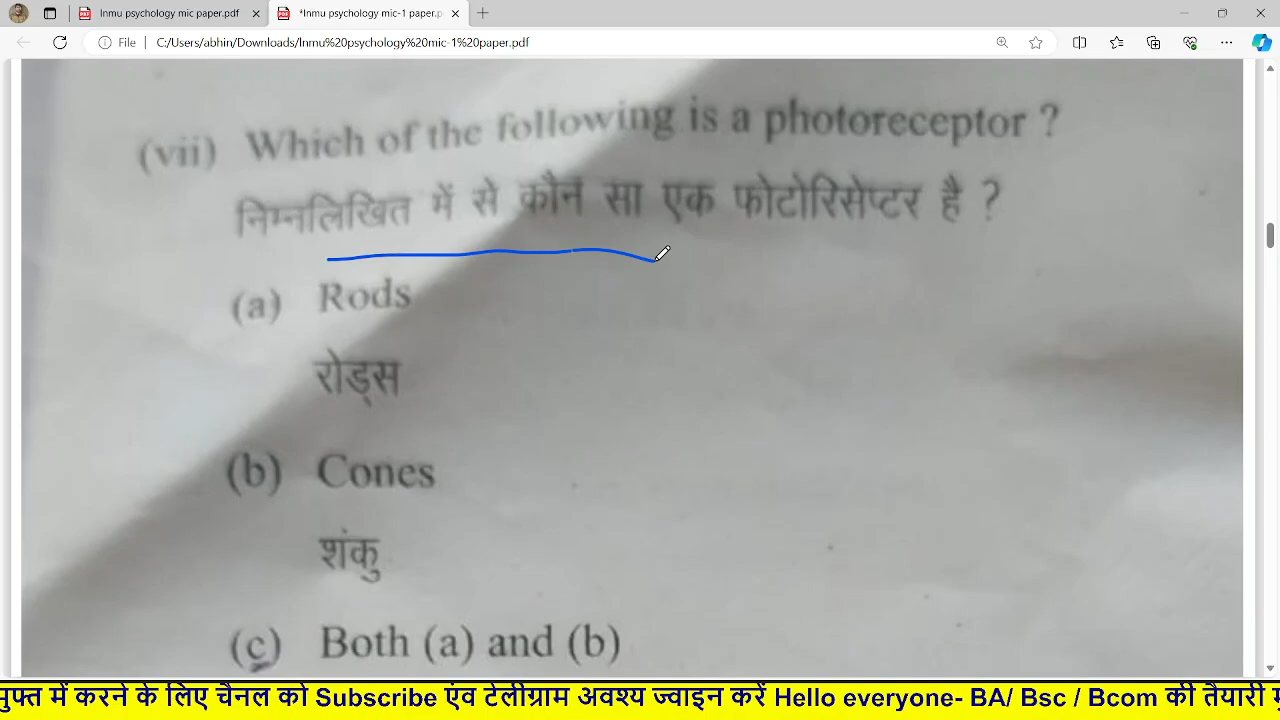 lnmu psychology mic paper.pdf
*lnmu psychology mic-1 paper.p
File
C:/Users/abhin/Downloads/lnmu%20psychology%20mic-1%20paper.pdf
(vii) Which of the following is a photoreceptor ?
निम्नलिखित में से कौन सा एक फोटोरिसेप्टर है ?
(a) Rods
रोड्स
(b) Cones
शंकु
(c) Both (a) and (b)
मुफ्त में करने के लिए चैनल को Subscribe एंव टेलीग्राम अवश्य ज्वाइन करें Hello everyone- BA/ Bsc / Bcom की तैयारी